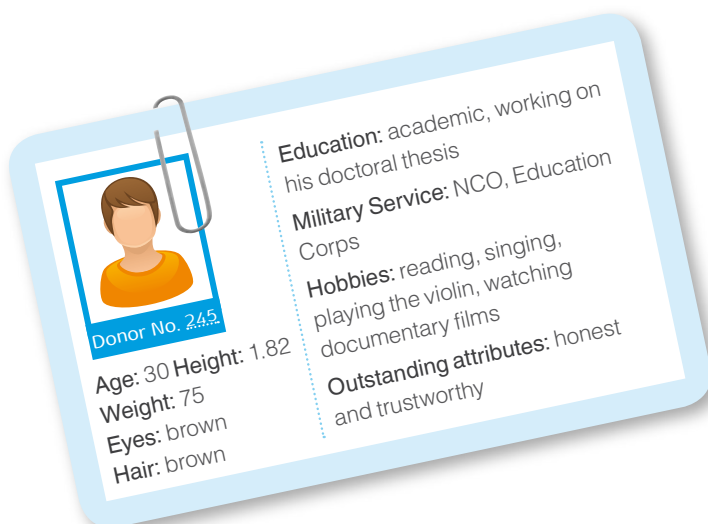 Donor No. 245
Age: 30 Height: 1.82
Weight: 75
Eyes: brown
Hair: brown
Education: academic, working on
his doctoral thesis
Military Service: NCO, Education
Corps
Hobbies: reading, singing,
playing the violin, watching
documentary films
Outstanding attributes: honest
and trustworthy